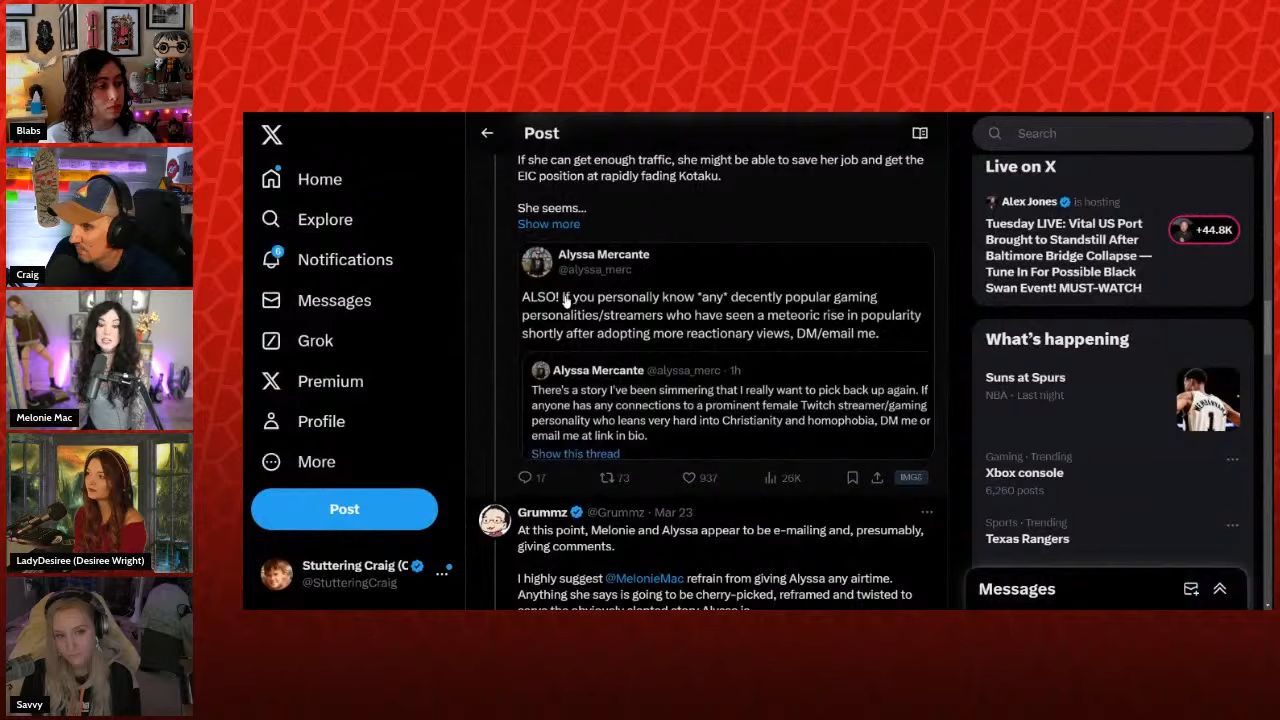 Blabs
Craig
Melonie Mac
LadyDesiree (Desiree Wright)
Savvy
Home
Explore
6
Notifications
Messages
Grok
Premium
Profile
More
Post
Stuttering Craig (C
@StutteringCraig
Post
If she can get enough traffic, she might be able to save her job and get the
EIC position at rapidly fading Kotaku.
She seems...
Show more
Alyssa Mercante
@alyssa_merc
ALSO! If you personally know *any* decently popular gaming
personalities/streamers who have seen a meteoric rise in popularity
shortly after adopting more reactionary views, DM/email me.
Alyssa Mercante @alyssa_merc · 1h
There's a story I've been simmering that I really want to pick back up again. If
anyone has any connections to a prominent female Twitch streamer/gaming
personality who leans very hard into Christianity and homophobia, DM me or
email me at link in bio.
Show this thread
17 73 937 26K IMGS
Grummz @Grummz · Mar 23
At this point, Melonie and Alyssa appear to be e-mailing and, presumably,
giving comments.
I highly suggest @MelonieMac refrain from giving Alyssa any airtime.
Anything she says is going to be cherry-picked, reframed and twisted to
Search
Live on X
Alex Jones is hosting
Tuesday LIVE: Vital US Port
Brought to Standstill After
Baltimore Bridge Collapse —
Tune In For Possible Black
Swan Event! MUST-WATCH
+44.8K
What's happening
Suns at Spurs
NBA · Last night
Gaming · Trending
Xbox console
6,260 posts
Sports · Trending
Texas Rangers
Messages